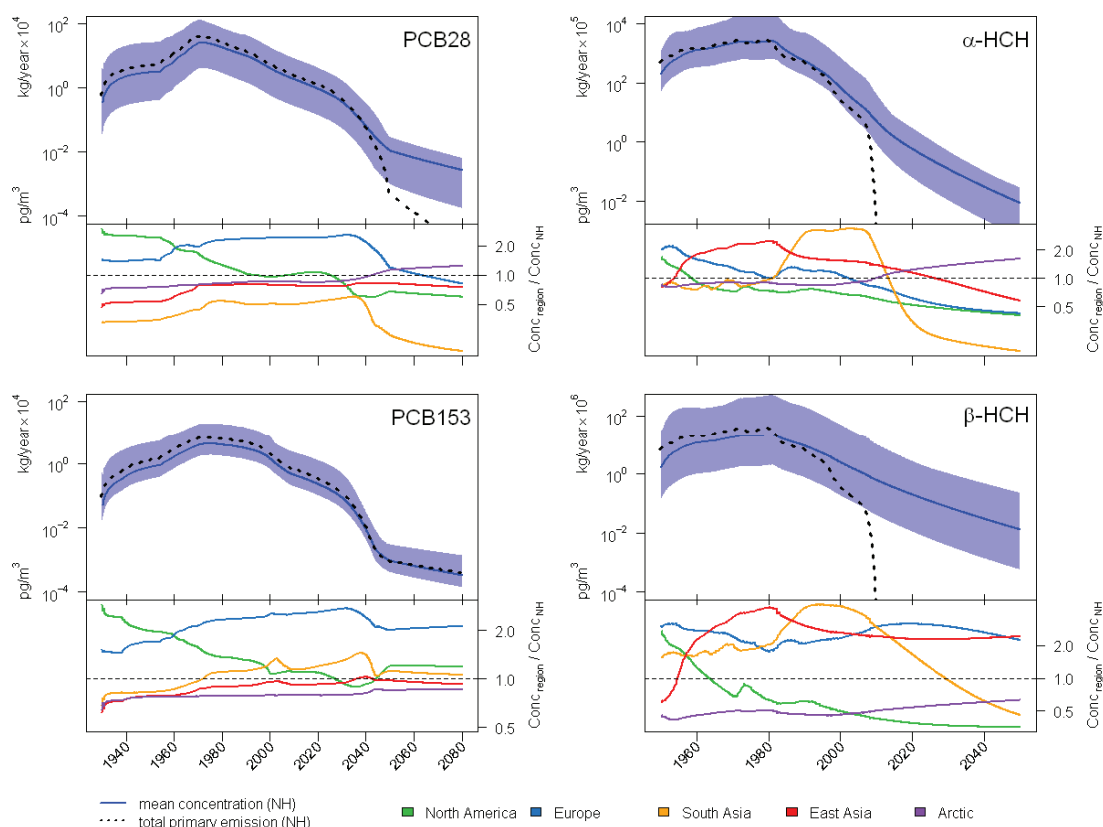 PCB28
kg/year×10⁴
pg/m³
10²
10⁰
10⁻²
10⁻⁴
2.0
1.0
0.5
Conc_region / Conc_NH
α-HCH
kg/year×10⁵
pg/m³
10⁴
10²
10⁰
10⁻²
2.0
1.0
0.5
Conc_region / Conc_NH
PCB153
kg/year×10⁴
pg/m³
10²
10⁰
10⁻²
10⁻⁴
2.0
1.0
0.5
Conc_region / Conc_NH
1940 1960 1980 2000 2020 2040 2060 2080
β-HCH
kg/year×10⁶
pg/m³
10²
10⁰
10⁻²
10⁻⁴
2.0
1.0
0.5
Conc_region / Conc_NH
1960 1980 2000 2020 2040
mean concentration (NH)
total primary emission (NH)
North America Europe South Asia East Asia Arctic